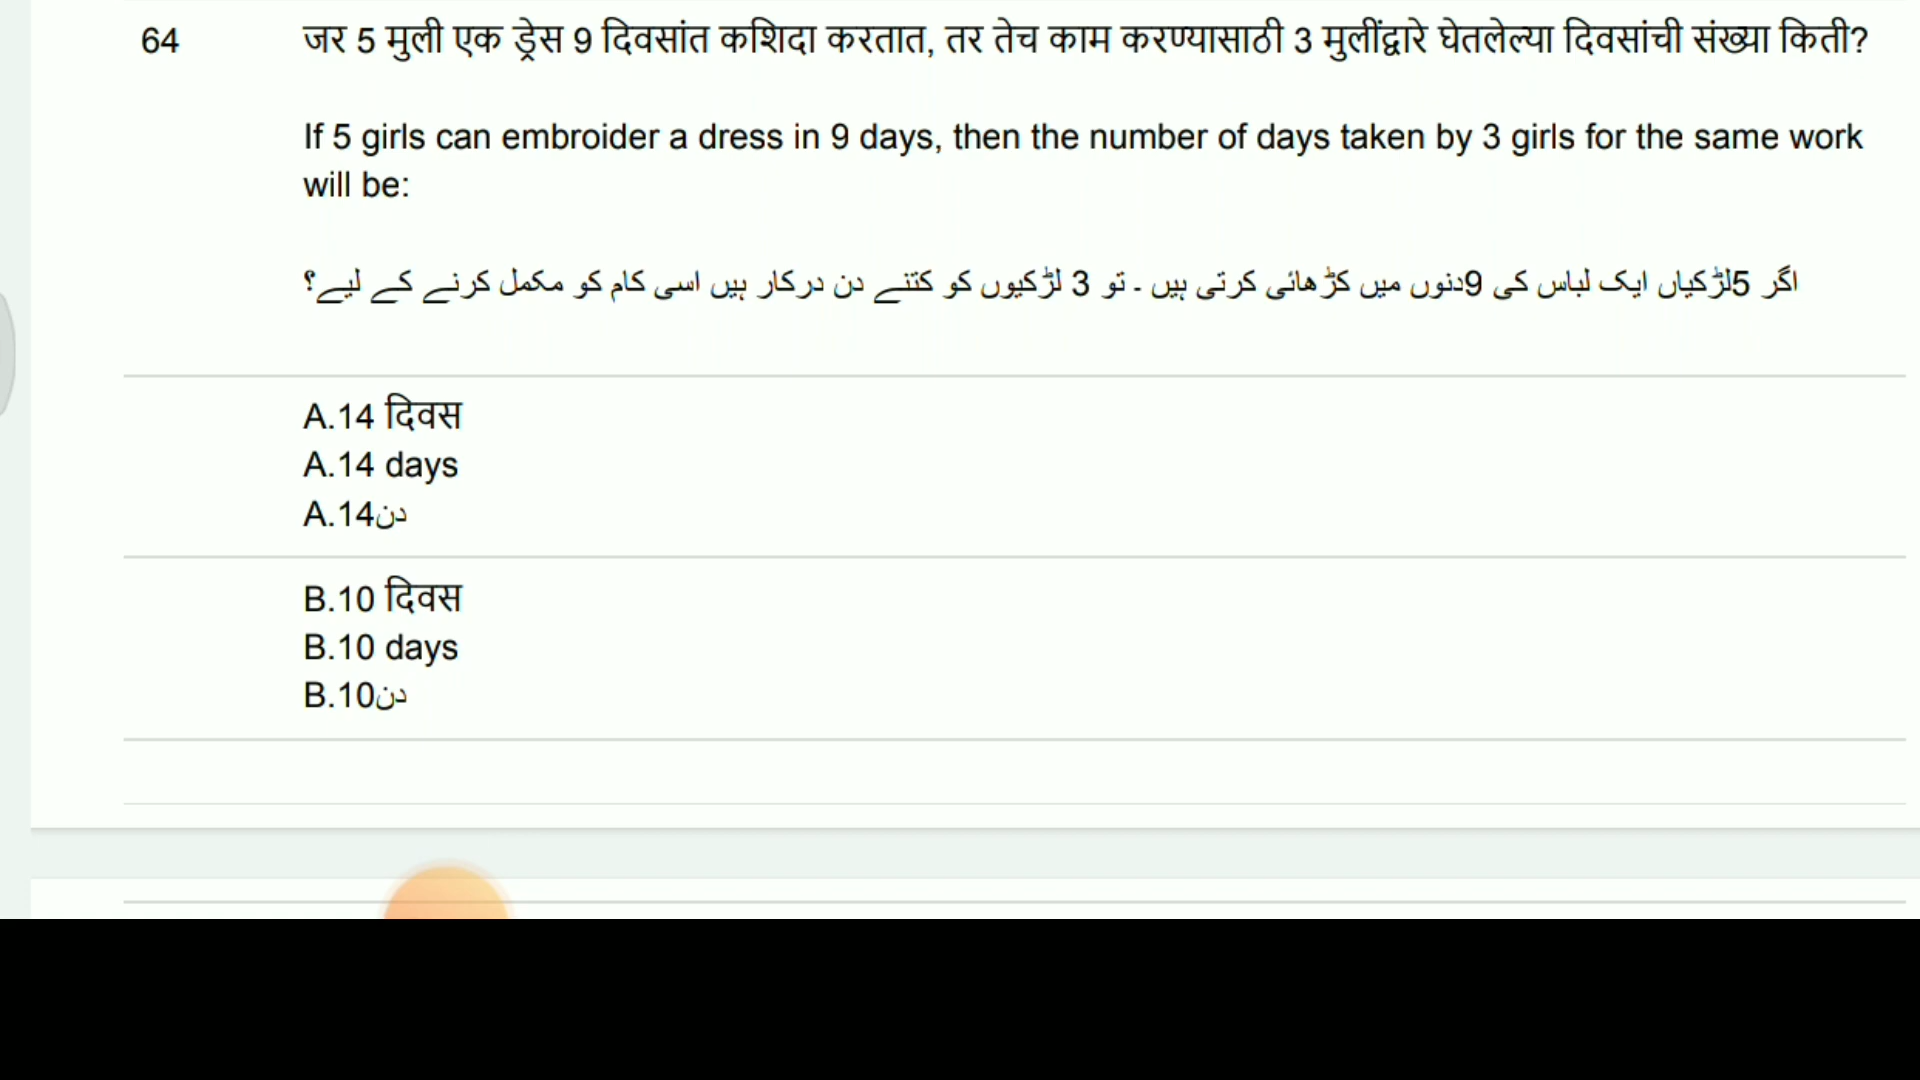 64
जर 5 मुली एक ड्रेस 9 दिवसांत कशिदा करतात, तर तेच काम करण्यासाठी 3 मुलींद्वारे घेतलेल्या दिवसांची संख्या किती?
If 5 girls can embroider a dress in 9 days, then the number of days taken by 3 girls for the same work
will be:
اگر 5لڑکیاں ایک لباس کی 9دنوں میں کڑھائی کرتی ہیں ۔ تو 3 لڑکیوں کو کتنے دن درکار ہیں اسی کام کو مکمل کرنے کے لیے؟
A.14 दिवस
A.14 days
A.14دن
B.10 दिवस
B.10 days
B.10دن